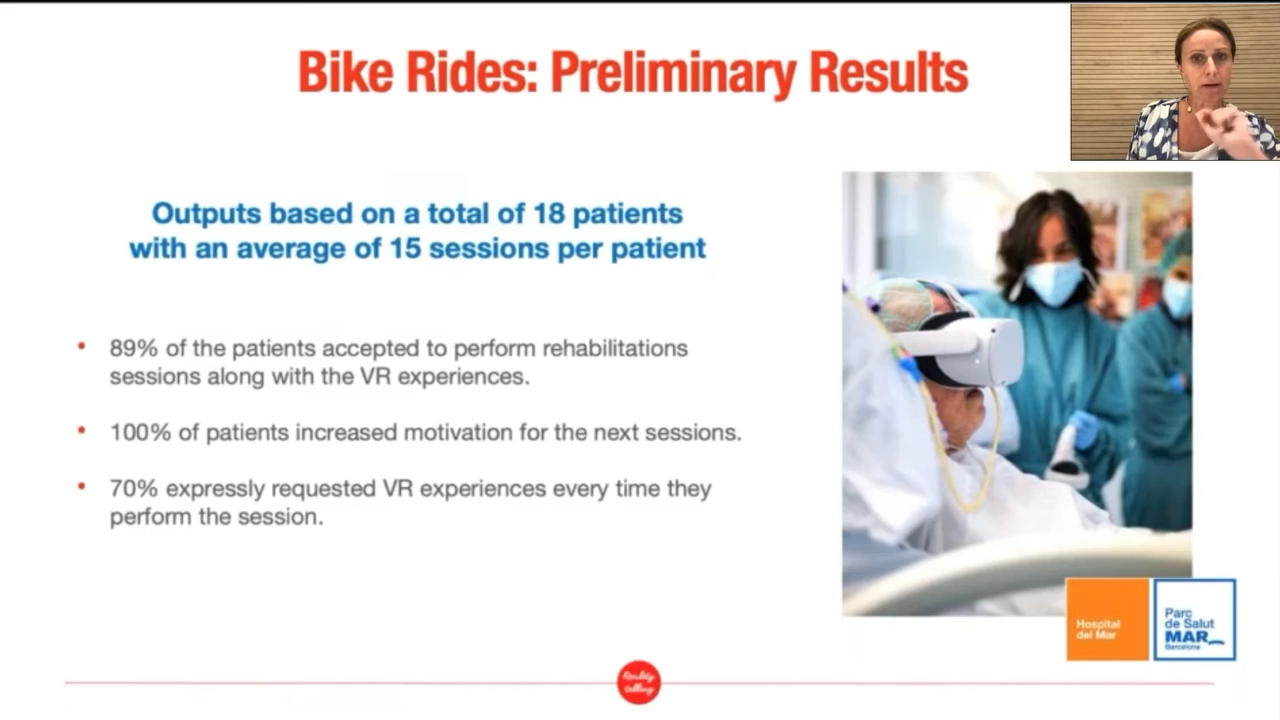 Bike Rides: Preliminary Results
Outputs based on a total of 18 patients
with an average of 15 sessions per patient
• 89% of the patients accepted to perform rehabilitations
sessions along with the VR experiences.
• 100% of patients increased motivation for the next sessions.
• 70% expressly requested VR experiences every time they
perform the session.
Hospital
del Mar
Parc
de Salut
MAR
Barcelona
Reality
telling